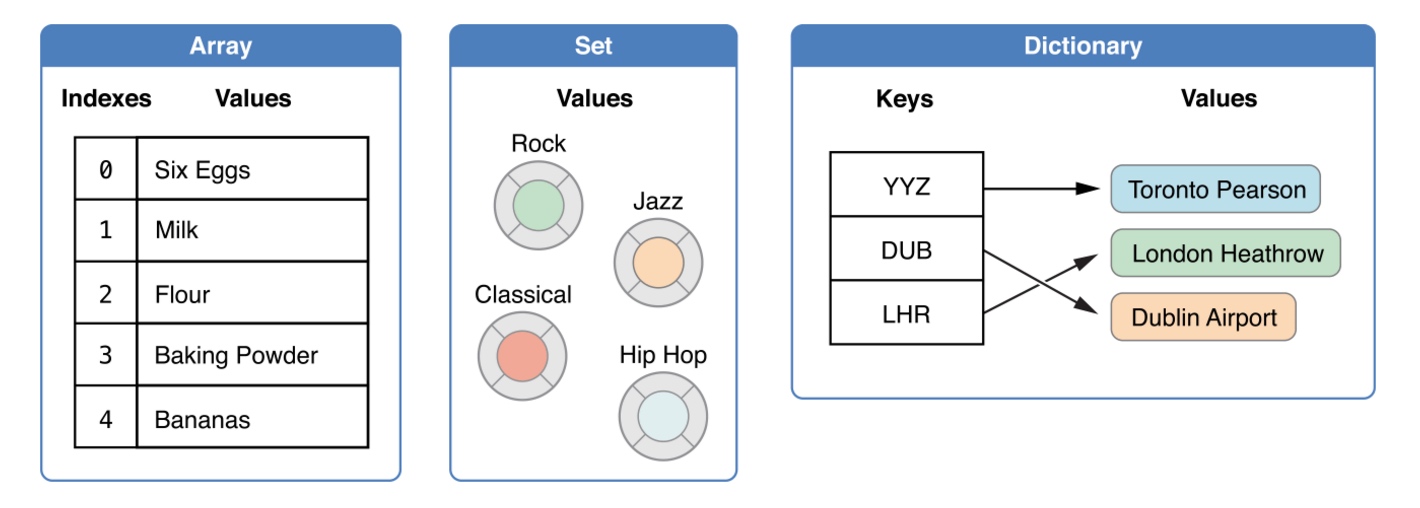 Array
Indexes Values
0 Six Eggs
1 Milk
2 Flour
3 Baking Powder
4 Bananas
Set
Values
Rock
Jazz
Classical
Hip Hop
Dictionary
Keys Values
YYZ Toronto Pearson
DUB London Heathrow
LHR Dublin Airport